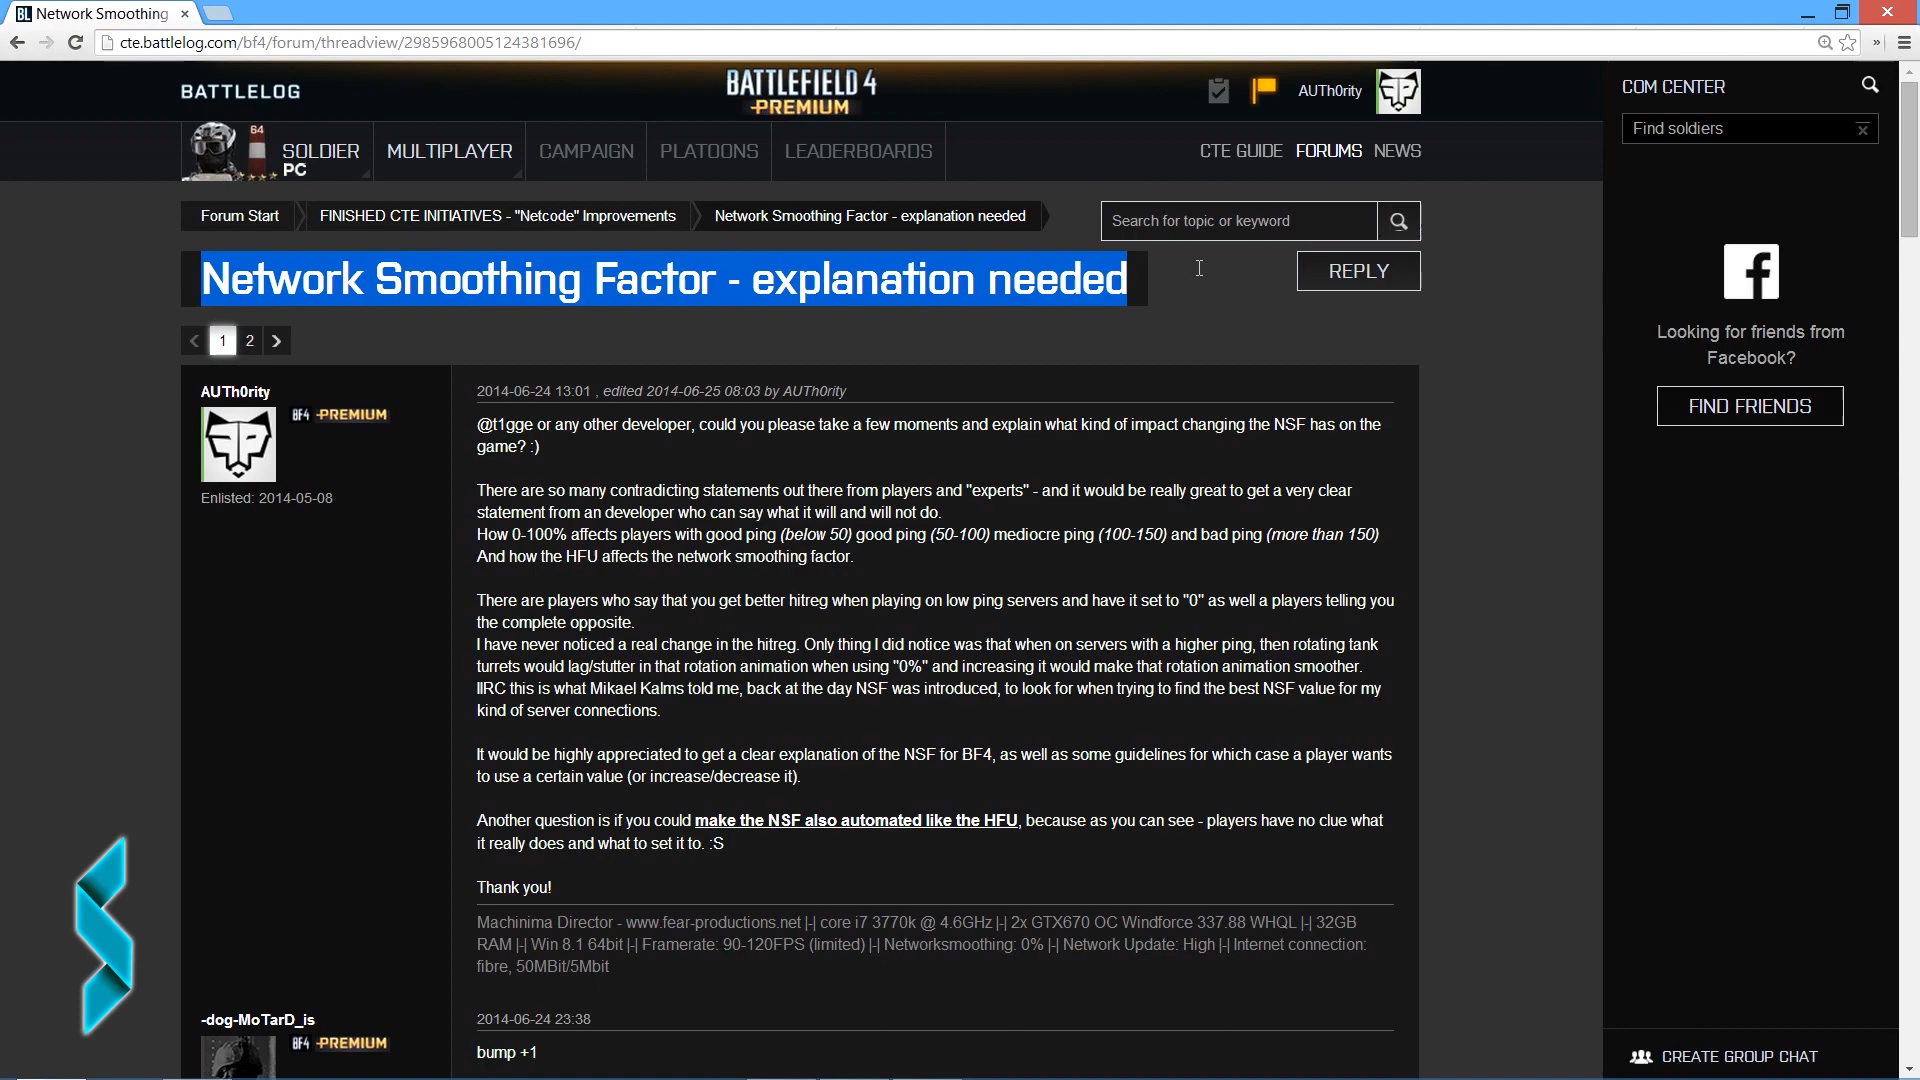 BL Network Smoothing ×
cte.battlelog.com/bf4/forum/threadview/2985968005124381696/ »
BATTLELOG
BATTLEFIELD 4
PREMIUM
AUTh0rity
COM CENTER
Find soldiers
64
SOLDIER
PC
MULTIPLAYER
CAMPAIGN
PLATOONS
LEADERBOARDS
CTE GUIDE FORUMS NEWS
Forum Start
FINISHED CTE INITIATIVES - "Netcode" Improvements
Network Smoothing Factor - explanation needed
Search for topic or keyword
Network Smoothing Factor - explanation needed
REPLY
< 1 2 >
Looking for friends from
Facebook?
FIND FRIENDS
AUTh0rity
BF4 PREMIUM
Enlisted: 2014-05-08
2014-06-24 13:01 , edited 2014-06-25 08:03 by AUTh0rity
@t1gge or any other developer, could you please take a few moments and explain what kind of impact changing the NSF has on the
game? :)
There are so many contradicting statements out there from players and "experts" - and it would be really great to get a very clear
statement from an developer who can say what it will and will not do.
How 0-100% affects players with good ping (below 50) good ping (50-100) mediocre ping (100-150) and bad ping (more than 150)
And how the HFU affects the network smoothing factor.
There are players who say that you get better hitreg when playing on low ping servers and have it set to "0" as well a players telling you
the complete opposite.
I have never noticed a real change in the hitreg. Only thing I did notice was that when on servers with a higher ping, then rotating tank
turrets would lag/stutter in that rotation animation when using "0%" and increasing it would make that rotation animation smoother.
IIRC this is what Mikael Kalms told me, back at the day NSF was introduced, to look for when trying to find the best NSF value for my
kind of server connections.
It would be highly appreciated to get a clear explanation of the NSF for BF4, as well as some guidelines for which case a player wants
to use a certain value (or increase/decrease it).
Another question is if you could make the NSF also automated like the HFU, because as you can see - players have no clue what
it really does and what to set it to. :S
Thank you!
Machinima Director - www.fear-productions.net |-| core i7 3770k @ 4.6GHz |-| 2x GTX670 OC Windforce 337.88 WHQL |-| 32GB
RAM |-| Win 8.1 64bit |-| Framerate: 90-120FPS (limited) |-| Networksmoothing: 0% |-| Network Update: High |-| Internet connection:
fibre, 50MBit/5Mbit
-dog-MoTarD_is
BF4 PREMIUM
2014-06-24 23:38
bump +1
CREATE GROUP CHAT